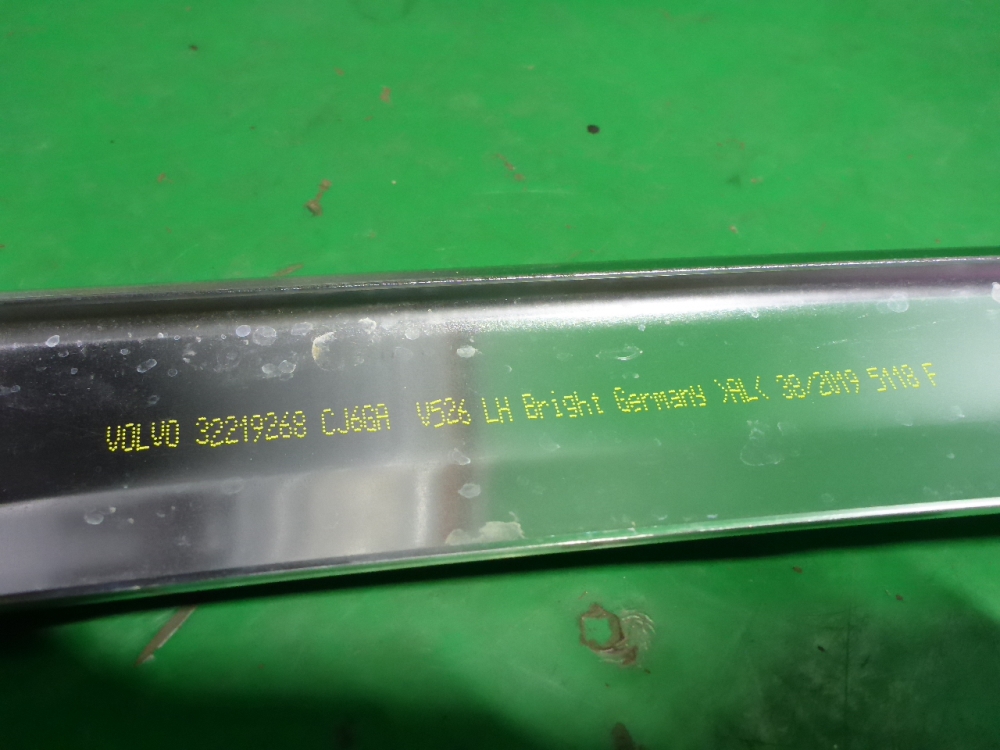 VOLVO 32219268 CJ6GA V526 LH Bright Germany >AL< 38/2019 5118 F